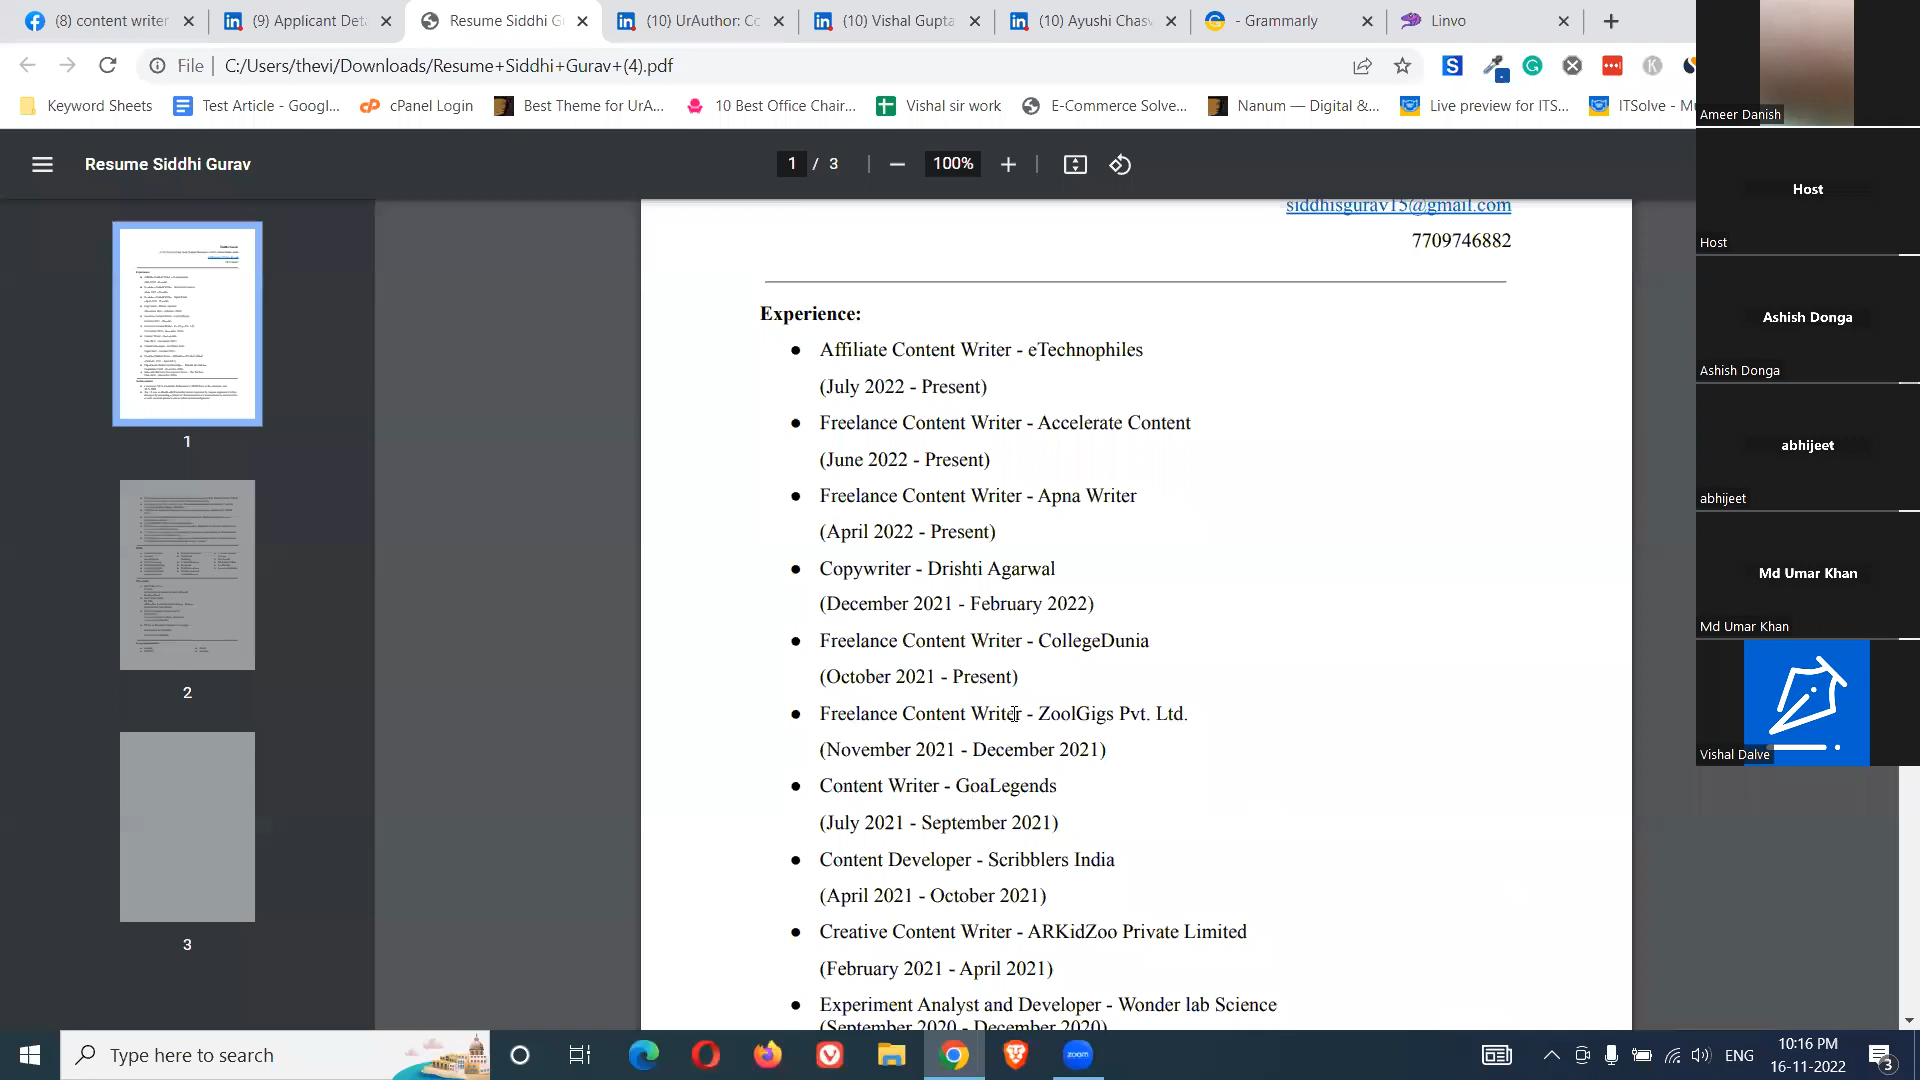 (8) content writer
(9) Applicant Det
Resume Siddhi G
(10) UrAuthor: Co
(10) Vishal Gupta
(10) Ayushi Chas
- Grammarly
Linvo
File
C:/Users/thevi/Downloads/Resume+Siddhi+Gurav+(4).pdf
Keyword Sheets
Test Article - Googl...
cPanel Login
Best Theme for UrA...
10 Best Office Chair...
Vishal sir work
E-Commerce Solve...
Nanum — Digital &...
Live preview for ITS...
ITSolve - M
Resume Siddhi Gurav
1 / 3
100%
siddhisgurav15@gmail.com
7709746882
Experience:
● Affiliate Content Writer - eTechnophiles
(July 2022 - Present)
● Freelance Content Writer - Accelerate Content
(June 2022 - Present)
● Freelance Content Writer - Apna Writer
(April 2022 - Present)
● Copywriter - Drishti Agarwal
(December 2021 - February 2022)
● Freelance Content Writer - CollegeDunia
(October 2021 - Present)
● Freelance Content Writer - ZoolGigs Pvt. Ltd.
(November 2021 - December 2021)
● Content Writer - GoaLegends
(July 2021 - September 2021)
● Content Developer - Scribblers India
(April 2021 - October 2021)
● Creative Content Writer - ARKidZoo Private Limited
(February 2021 - April 2021)
● Experiment Analyst and Developer - Wonder lab Science
(September 2020 - December 2020)
1
2
3
Ameer Danish
Host
Host
Ashish Donga
Ashish Donga
abhijeet
abhijeet
Md Umar Khan
Md Umar Khan
Vishal Dalve
Type here to search
zoom
ENG
10:16 PM
16-11-2022
3